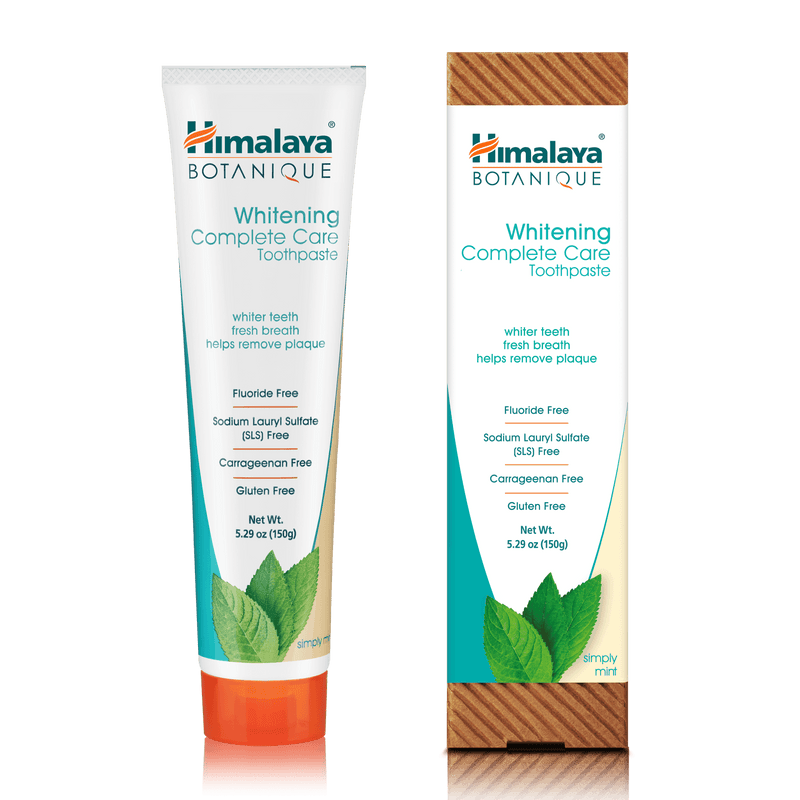 Himalaya®
BOTANIQUE
Whitening
Complete Care
Toothpaste
whiter teeth
fresh breath
helps remove plaque
Fluoride Free
Sodium Lauryl Sulfate
(SLS) Free
Carrageenan Free
Gluten Free
Net Wt.
5.29 oz (150g)
simply min
Himalaya®
BOTANIQUE
Whitening
Complete Care
Toothpaste
whiter teeth
fresh breath
helps remove plaque
Fluoride Free
Sodium Lauryl Sulfate
(SLS) Free
Carrageenan Free
Gluten Free
Net Wt.
5.29 oz (150g)
simply
mint